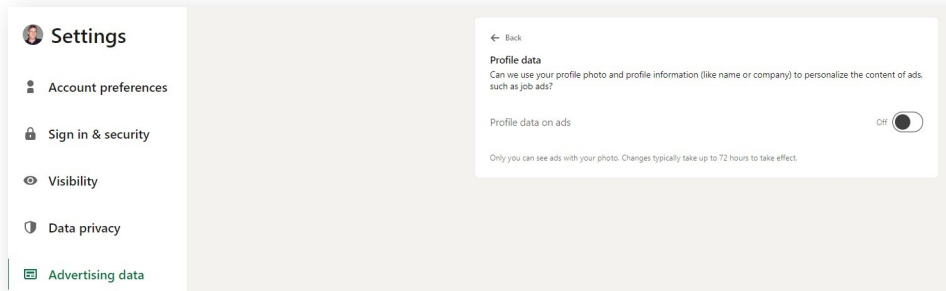 Settings
Account preferences
Sign in & security
Visibility
Data privacy
Advertising data
Back
Profile data
Can we use your profile photo and profile information (like name or company) to personalize the content of ads,
such as job ads?
Profile data on ads
Off
Only you can see ads with your photo. Changes typically take up to 72 hours to take effect.